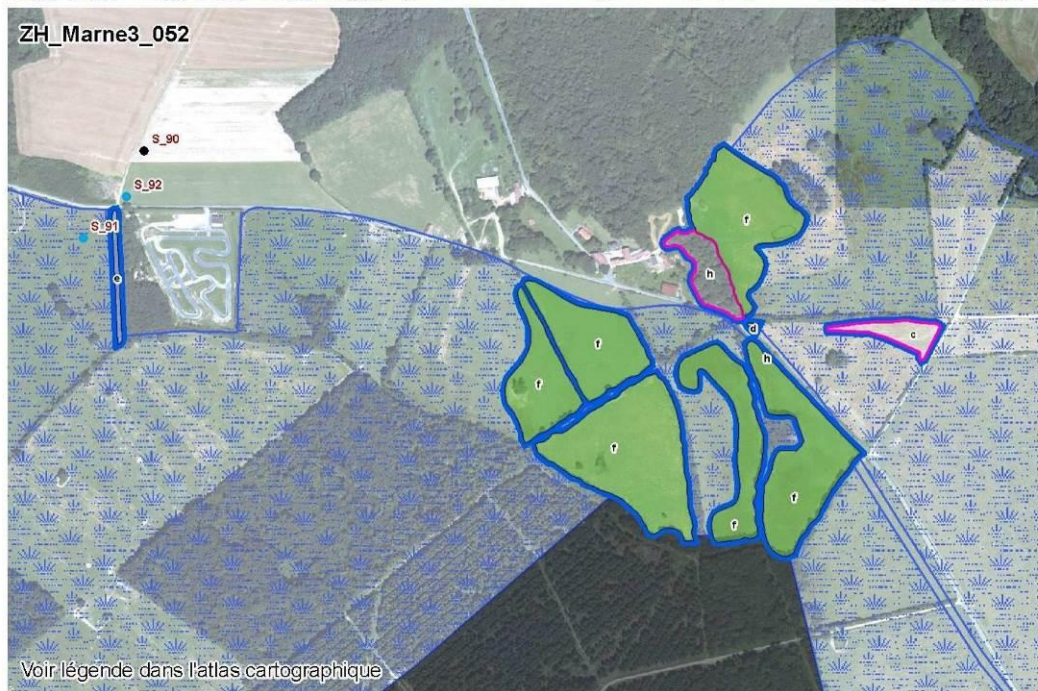 ZH_Marne3_052
S_90
S_92
S_91
e
f
h
d
c
h
f
f
f
f
f
Voir légende dans l'atlas cartographique